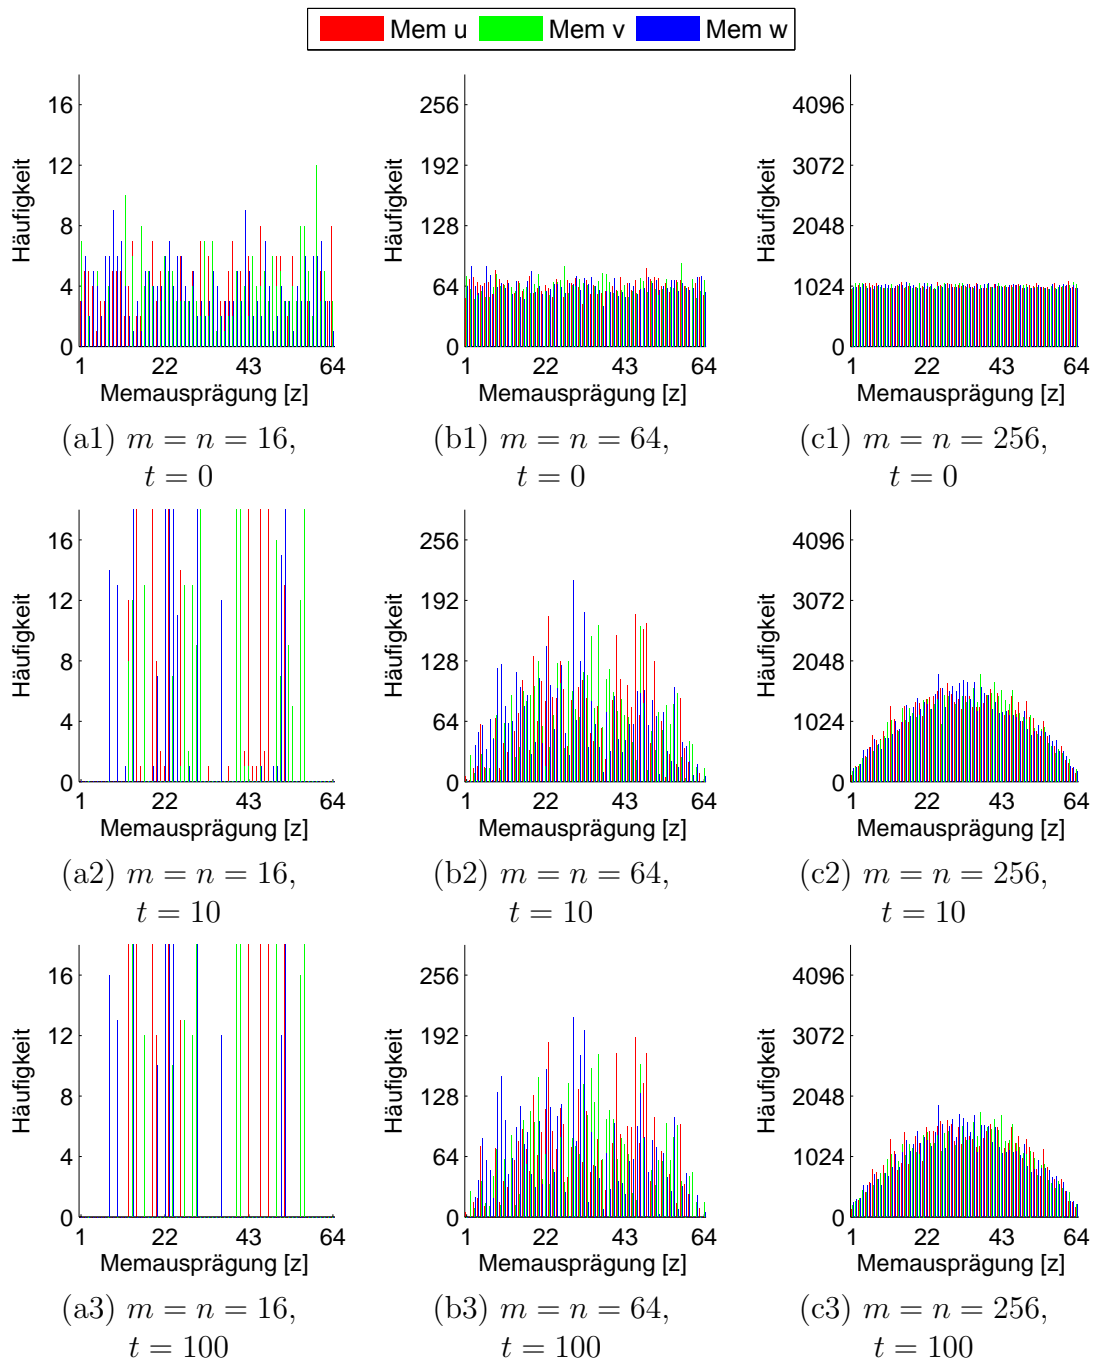 Mem u Mem v Mem w
16
12
8
4
0
Häufigkeit
1 22 43 64
Memausprägung [z]
(a1) m = n = 16,
t = 0
256
192
128
64
0
Häufigkeit
1 22 43 64
Memausprägung [z]
(b1) m = n = 64,
t = 0
4096
3072
2048
1024
0
Häufigkeit
1 22 43 64
Memausprägung [z]
(c1) m = n = 256,
t = 0
16
12
8
4
0
Häufigkeit
1 22 43 64
Memausprägung [z]
(a2) m = n = 16,
t = 10
256
192
128
64
0
Häufigkeit
1 22 43 64
Memausprägung [z]
(b2) m = n = 64,
t = 10
4096
3072
2048
1024
0
Häufigkeit
1 22 43 64
Memausprägung [z]
(c2) m = n = 256,
t = 10
16
12
8
4
0
Häufigkeit
1 22 43 64
Memausprägung [z]
(a3) m = n = 16,
t = 100
256
192
128
64
0
Häufigkeit
1 22 43 64
Memausprägung [z]
(b3) m = n = 64,
t = 100
4096
3072
2048
1024
0
Häufigkeit
1 22 43 64
Memausprägung [z]
(c3) m = n = 256,
t = 100